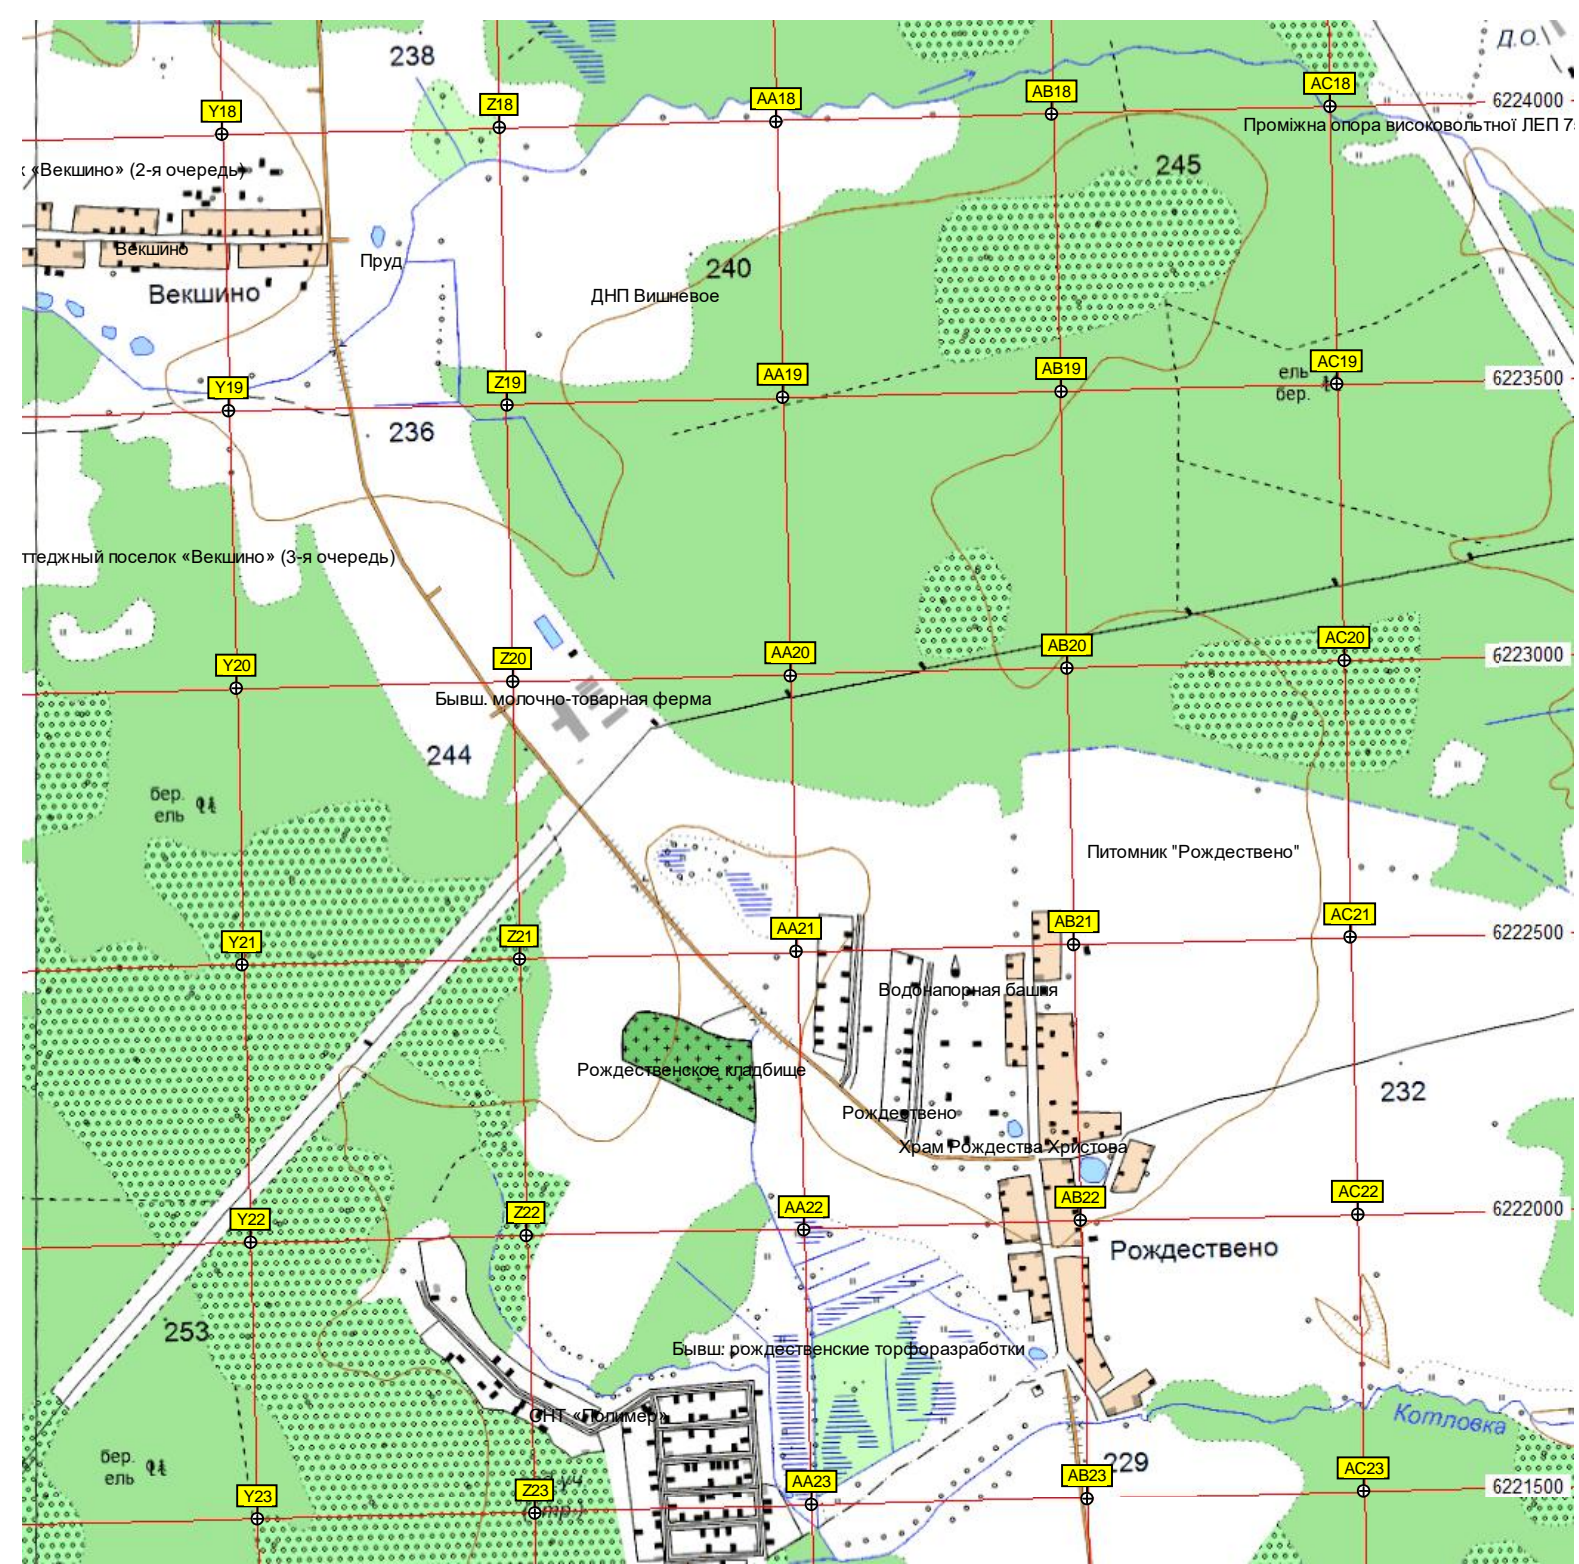 238
Д.О.
Y18
Z18
AA18
AB18
AC18
6224000
Проміжна опора високовольтної ЛЕП 7
«Векшино» (2-я очередь)
245
Векшино
Пруд
240
Векшино
ДНП Вишневое
Y19
Z19
AA19
AB19
AC19
ель
бер.
6223500
236
ттеджный поселок «Векшино» (3-я очередь)
Y20
Z20
AA20
AB20
AC20
6223000
Бывш. молочно-товарная ферма
244
бер.
ель
Питомник "Рождествено"
Y21
Z21
AA21
AB21
AC21
6222500
Водонапорная башня
Рождественское кладбище
232
Рождествено
Храм Рождества Христова
Y22
Z22
AA22
AB22
AC22
6222000
Рождествено
253
Бывш. рождественские торфоразработки
СНТ «Полимер»
Котловка
бер.
ель
229
Y23
Z23
AA23
AB23
AC23
6221500